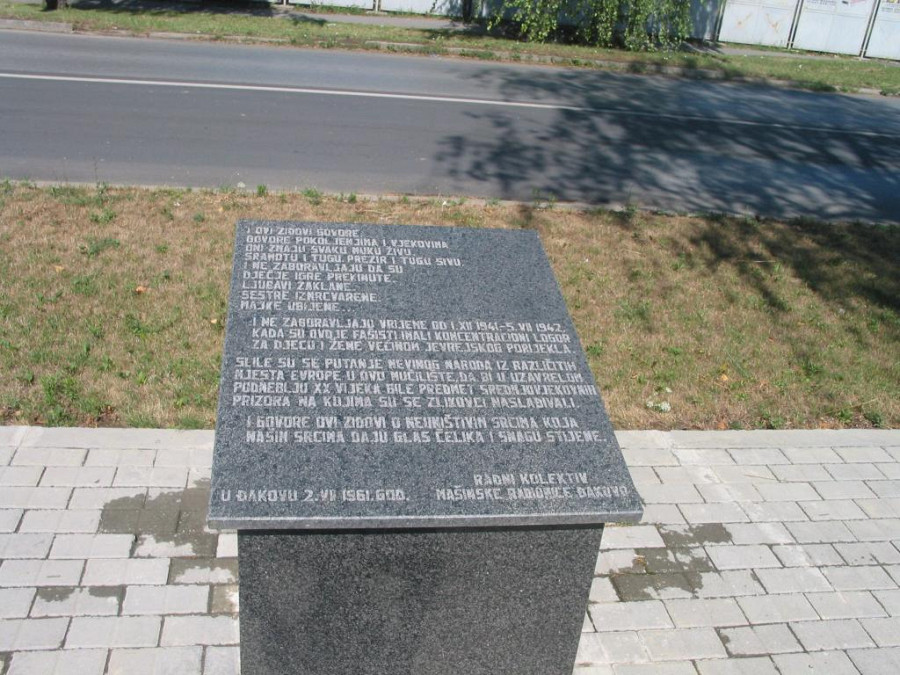 I OVI ZIDOVI GOVORE.
GOVORE POKOLJENJIMA I VJEKOVIMA
ONI ZNAJU SVAKU MUKU ŽIVU.
SRAMOTU I TUGU, PREZIR I TUGU SIVU.
I NE ZABORAVLJAJU DA SU
DJEČJE IGRE PREKINUTE.
LJUBAVI ZAKLANE.
SESTRE IZMRCVARENE.
MAJKE UBIJENE...
I NE ZABORAVLJAJU VRIJEME OD 1.XII 1941-5.VII 1942.
KADA SU OVDJE FAŠISTI IMALI KONCENTRACIONI LOGOR
ZA DJECU I ŽENE VEĆINOM JEVREJSKOG PORIJEKLA.
SLILE SU SE PUTANJE NEVINOG NARODA IZ RAZLIČITIH
MJESTA EVROPE U OVO MUČILIŠTE DA BI U UZAVRELOM
PODNEBLJU XX VIJEKA BILE PREDMET SREDNJOVJEKOVNIH
PRIZORA NA KOJIMA SU SE ZLIKOVCI NASLAĐIVALI.
I GOVORE OVI ZIDOVI O NEUNIŠTIVIM SRCIMA KOJA
NAŠIM SRCIMA DAJU GLAS ČELIKA I SNAGU STIJENE.
RADNI KOLEKTIV
U ĐAKOVU 2.VII 1961.GOD. MAŠINSKE RADIONICE ĐAKOVO